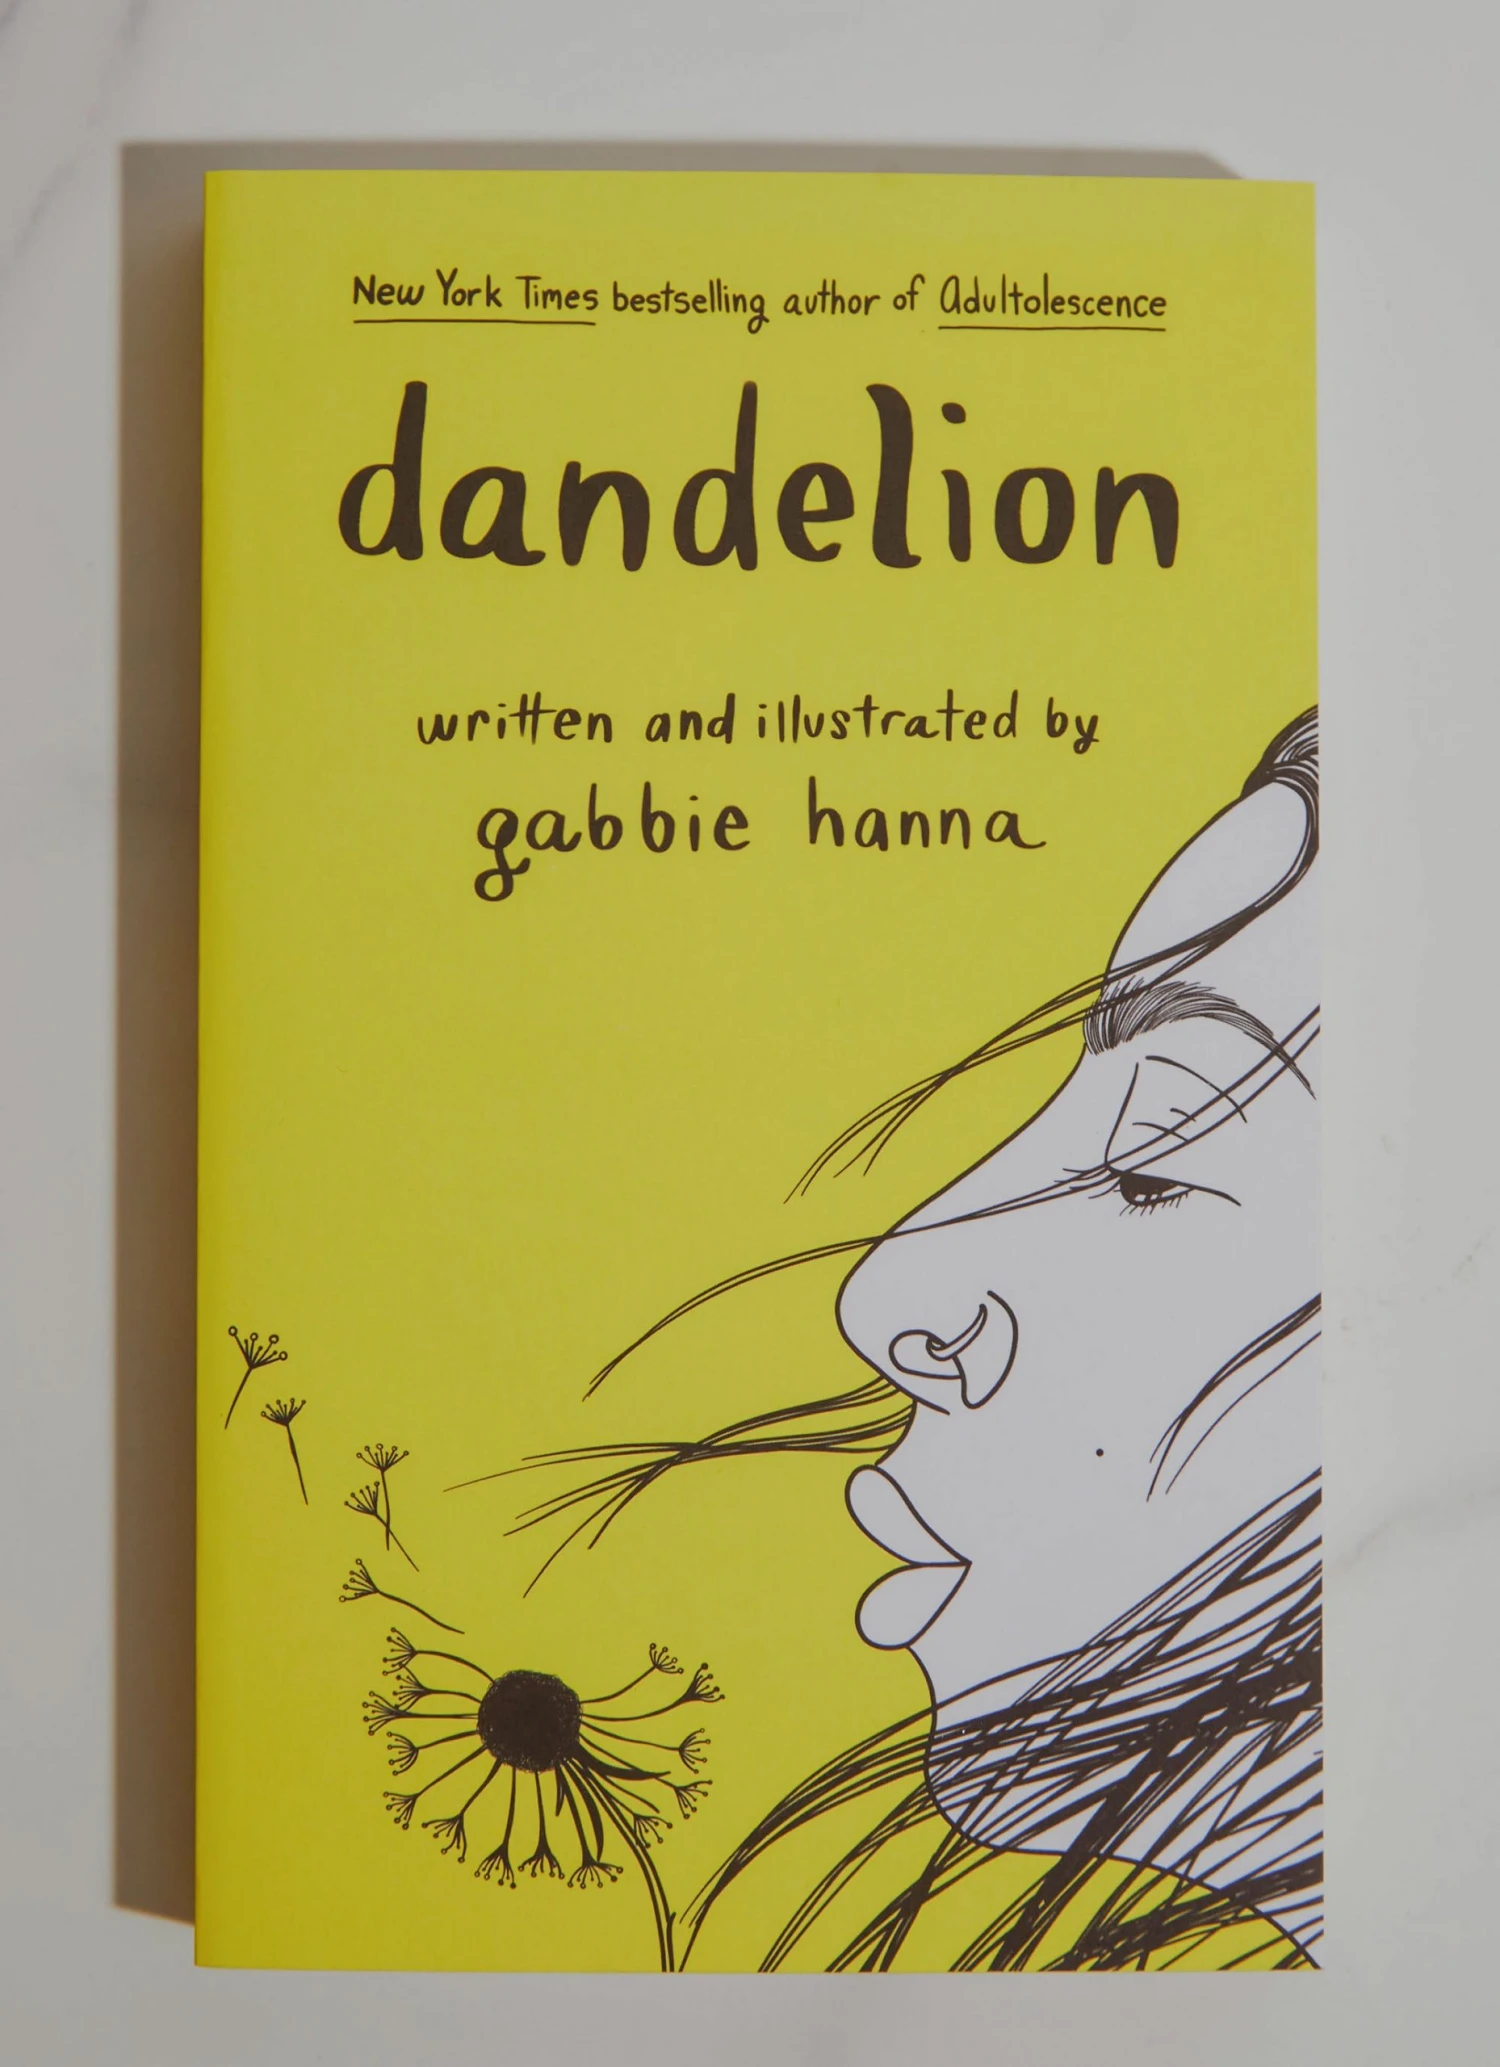 New York Times bestselling author of Adultolescence
dandelion
written and illustrated by
gabbie hanna